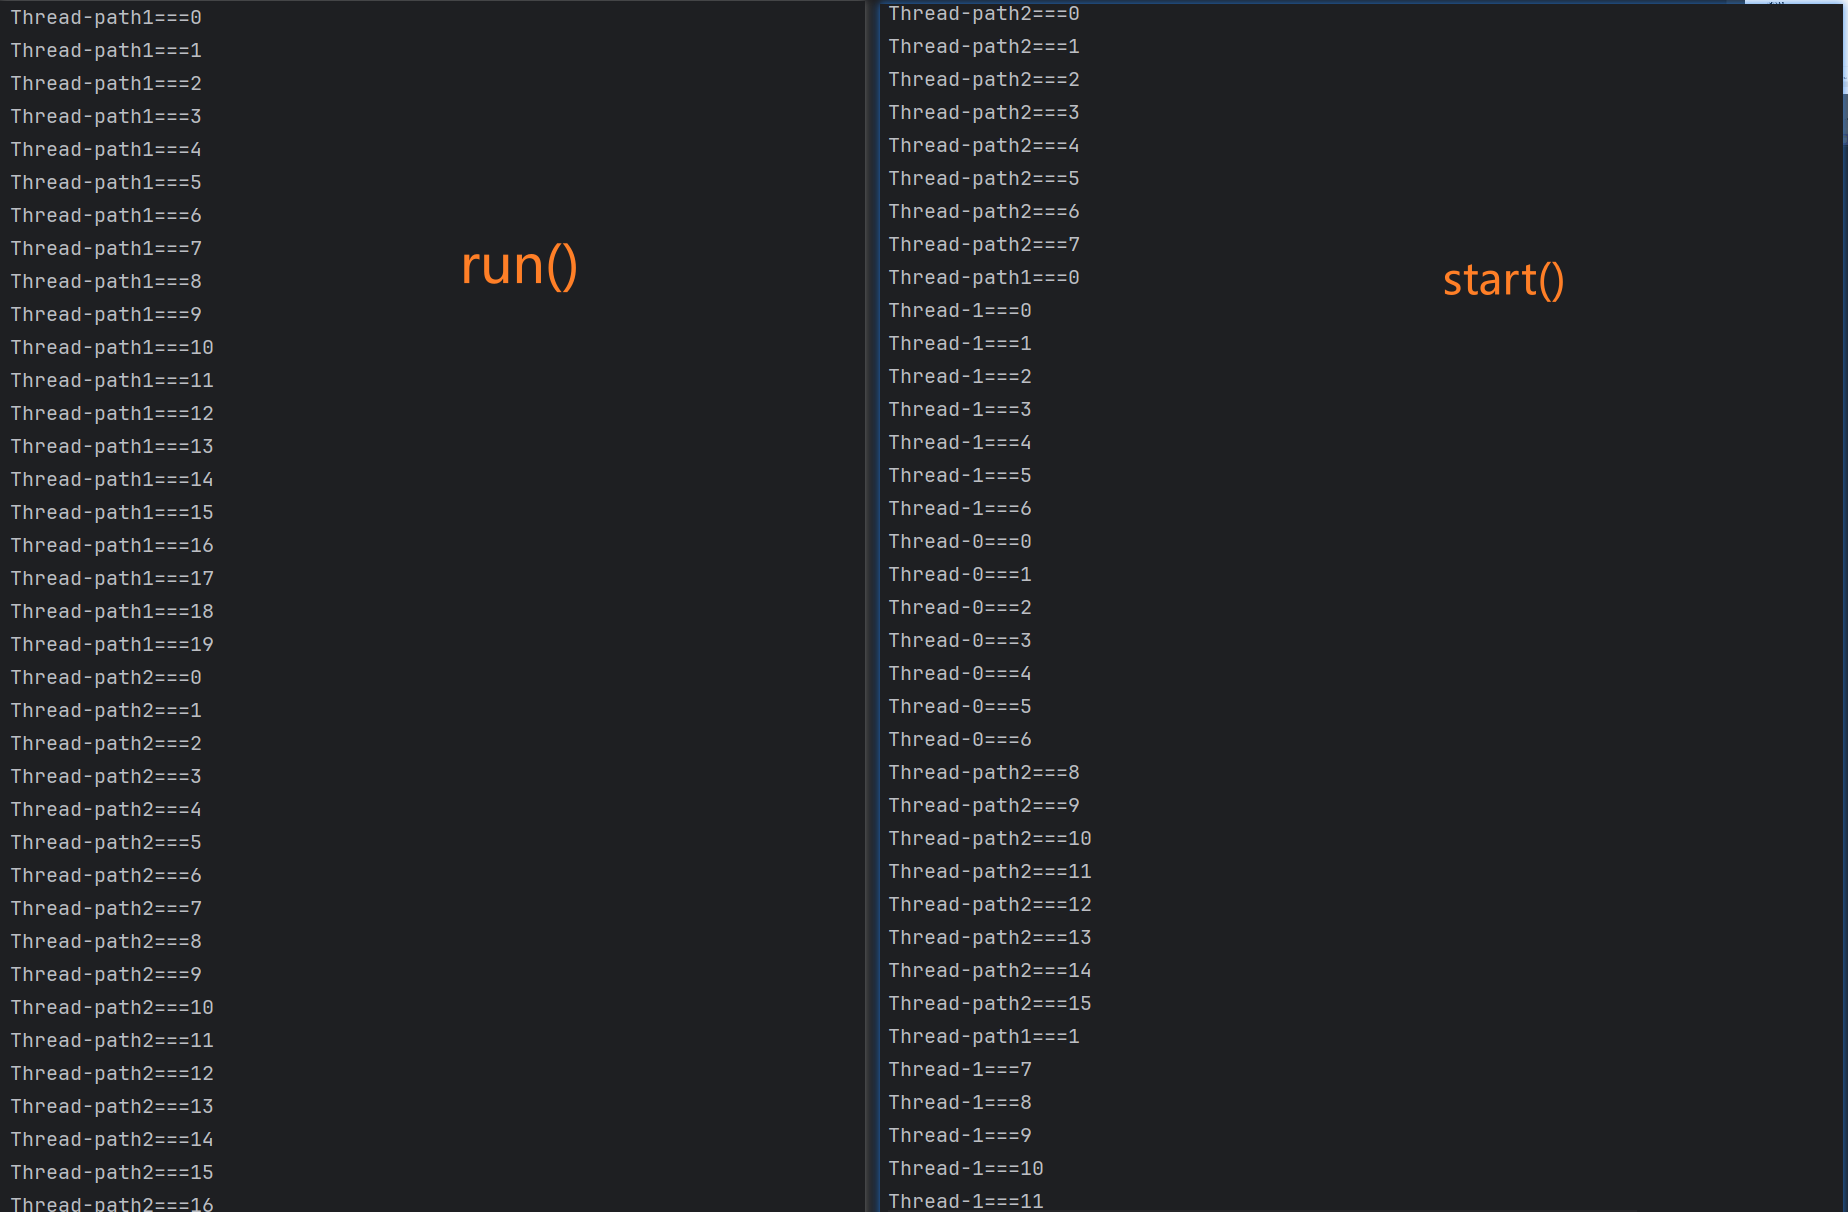 Thread-path1===0
Thread-path1===1
Thread-path1===2
Thread-path1===3
Thread-path1===4
Thread-path1===5
Thread-path1===6
Thread-path1===7
Thread-path1===8
Thread-path1===9
Thread-path1===10
Thread-path1===11
Thread-path1===12
Thread-path1===13
Thread-path1===14
Thread-path1===15
Thread-path1===16
Thread-path1===17
Thread-path1===18
Thread-path1===19
Thread-path2===0
Thread-path2===1
Thread-path2===2
Thread-path2===3
Thread-path2===4
Thread-path2===5
Thread-path2===6
Thread-path2===7
Thread-path2===8
Thread-path2===9
Thread-path2===10
Thread-path2===11
Thread-path2===12
Thread-path2===13
Thread-path2===14
Thread-path2===15
Thread-path2===16
run()
Thread-path2===0
Thread-path2===1
Thread-path2===2
Thread-path2===3
Thread-path2===4
Thread-path2===5
Thread-path2===6
Thread-path2===7
Thread-path1===0
Thread-1===0
Thread-1===1
Thread-1===2
Thread-1===3
Thread-1===4
Thread-1===5
Thread-1===6
Thread-0===0
Thread-0===1
Thread-0===2
Thread-0===3
Thread-0===4
Thread-0===5
Thread-0===6
Thread-path2===8
Thread-path2===9
Thread-path2===10
Thread-path2===11
Thread-path2===12
Thread-path2===13
Thread-path2===14
Thread-path2===15
Thread-path1===1
Thread-1===7
Thread-1===8
Thread-1===9
Thread-1===10
Thread-1===11
start()